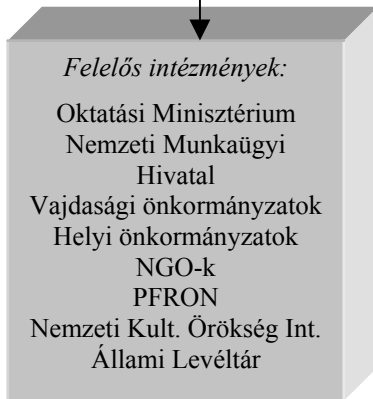 Felelős intézmények:
Oktatási Minisztérium
Nemzeti Munkaügyi
Hivatal
Vajdasági önkormányzatok
Helyi önkormányzatok
NGO-k
PFRON
Nemzeti Kult. Örökség Int.
Állami Levéltár